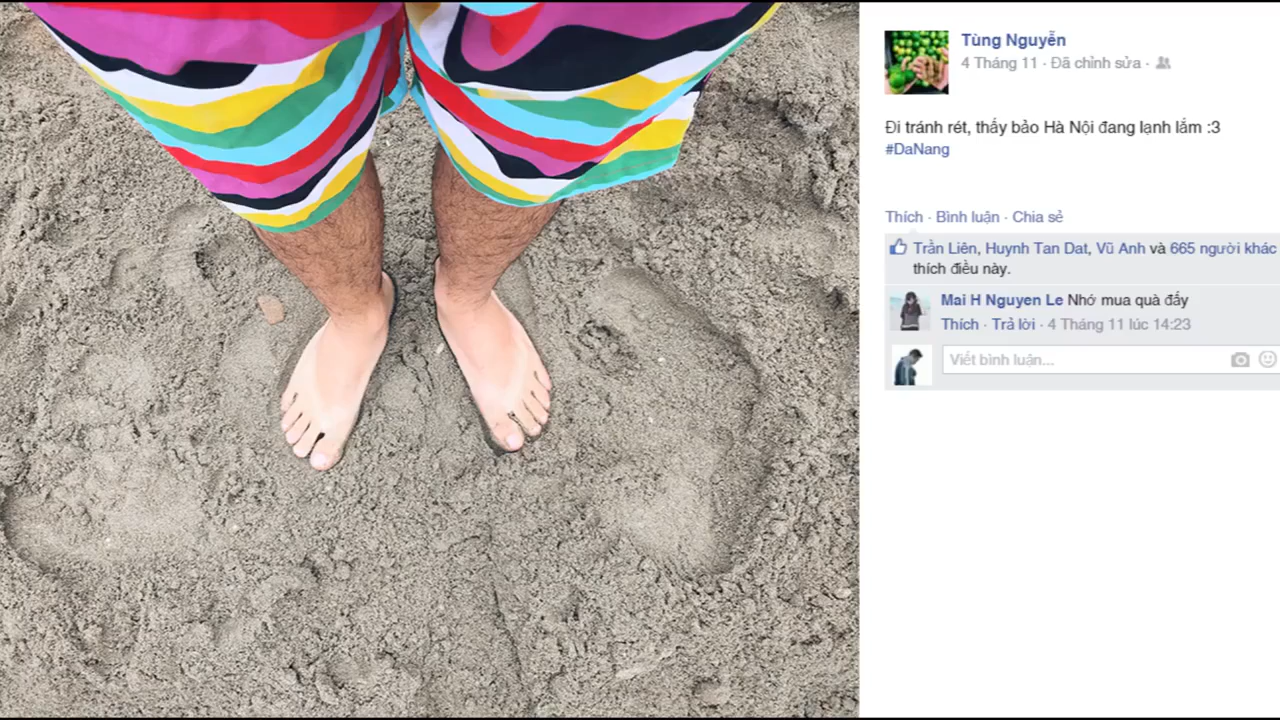 Tùng Nguyễn
4 Tháng 11 · Đã chỉnh sửa ·
Đi tránh rét, thấy bảo Hà Nội đang lạnh lắm :3
#DaNang
Thích · Bình luận · Chia sẻ
Trần Liên, Huynh Tan Dat, Vũ Anh và 665 người khác
thích điều này.
Mai H Nguyen Le Nhớ mua quà đấy
Thích · Trả lời · 4 Tháng 11 lúc 14:23
Viết bình luận...